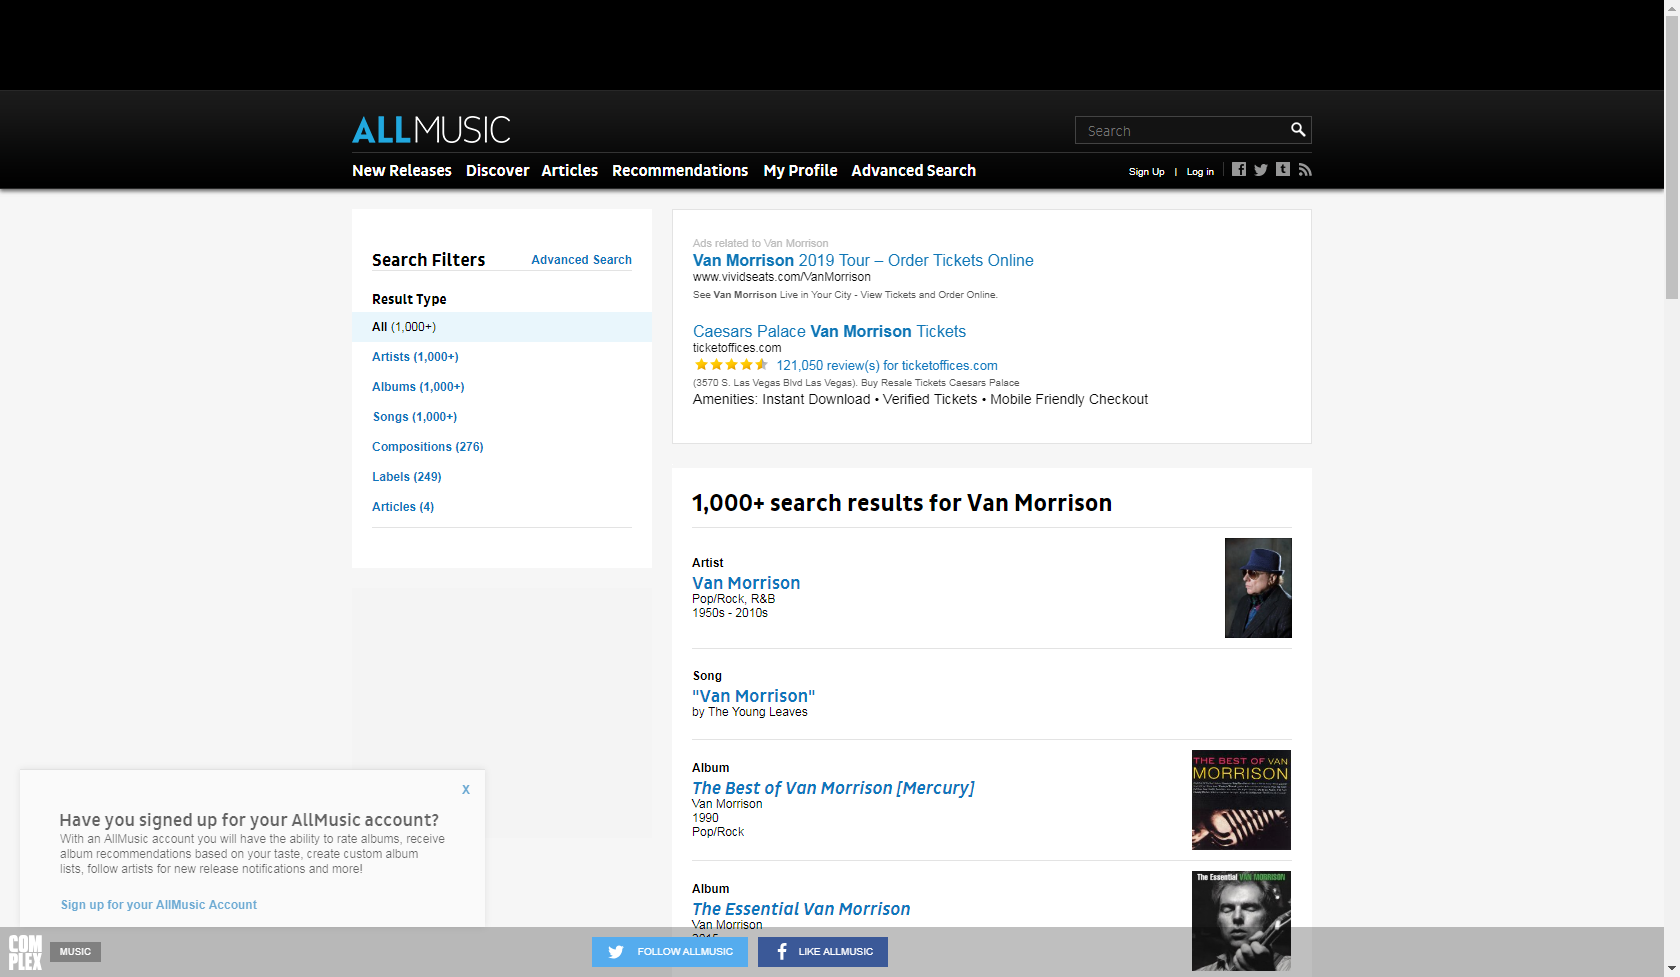 ALLMUSIC
Search
New Releases Discover Articles Recommendations My Profile Advanced Search
Sign Up | Log in
Search Filters
Advanced Search
Result Type
All (1,000+)
Artists (1,000+)
Albums (1,000+)
Songs (1,000+)
Compositions (276)
Labels (249)
Articles (4)
Ads related to Van Morrison
Van Morrison 2019 Tour – Order Tickets Online
www.vividseats.com/VanMorrison
See Van Morrison Live in Your City - View Tickets and Order Online.
Caesars Palace Van Morrison Tickets
ticketoffices.com
121,050 review(s) for ticketoffices.com
(3570 S. Las Vegas Blvd Las Vegas). Buy Resale Tickets Caesars Palace
Amenities: Instant Download • Verified Tickets • Mobile Friendly Checkout
1,000+ search results for Van Morrison
Artist
Van Morrison
Pop/Rock, R&B
1950s - 2010s
Song
"Van Morrison"
by The Young Leaves
Album
The Best of Van Morrison [Mercury]
Van Morrison
1990
Pop/Rock
THE BEST OF VAN
MORRISON
Album
The Essential Van Morrison
Van Morrison
2015
The Essential VAN MORRISON
X
Have you signed up for your AllMusic account?
With an AllMusic account you will have the ability to rate albums, receive
album recommendations based on your taste, create custom album
lists, follow artists for new release notifications and more!
Sign up for your AllMusic Account
COM
PLEX
MUSIC
FOLLOW ALLMUSIC
LIKE ALLMUSIC